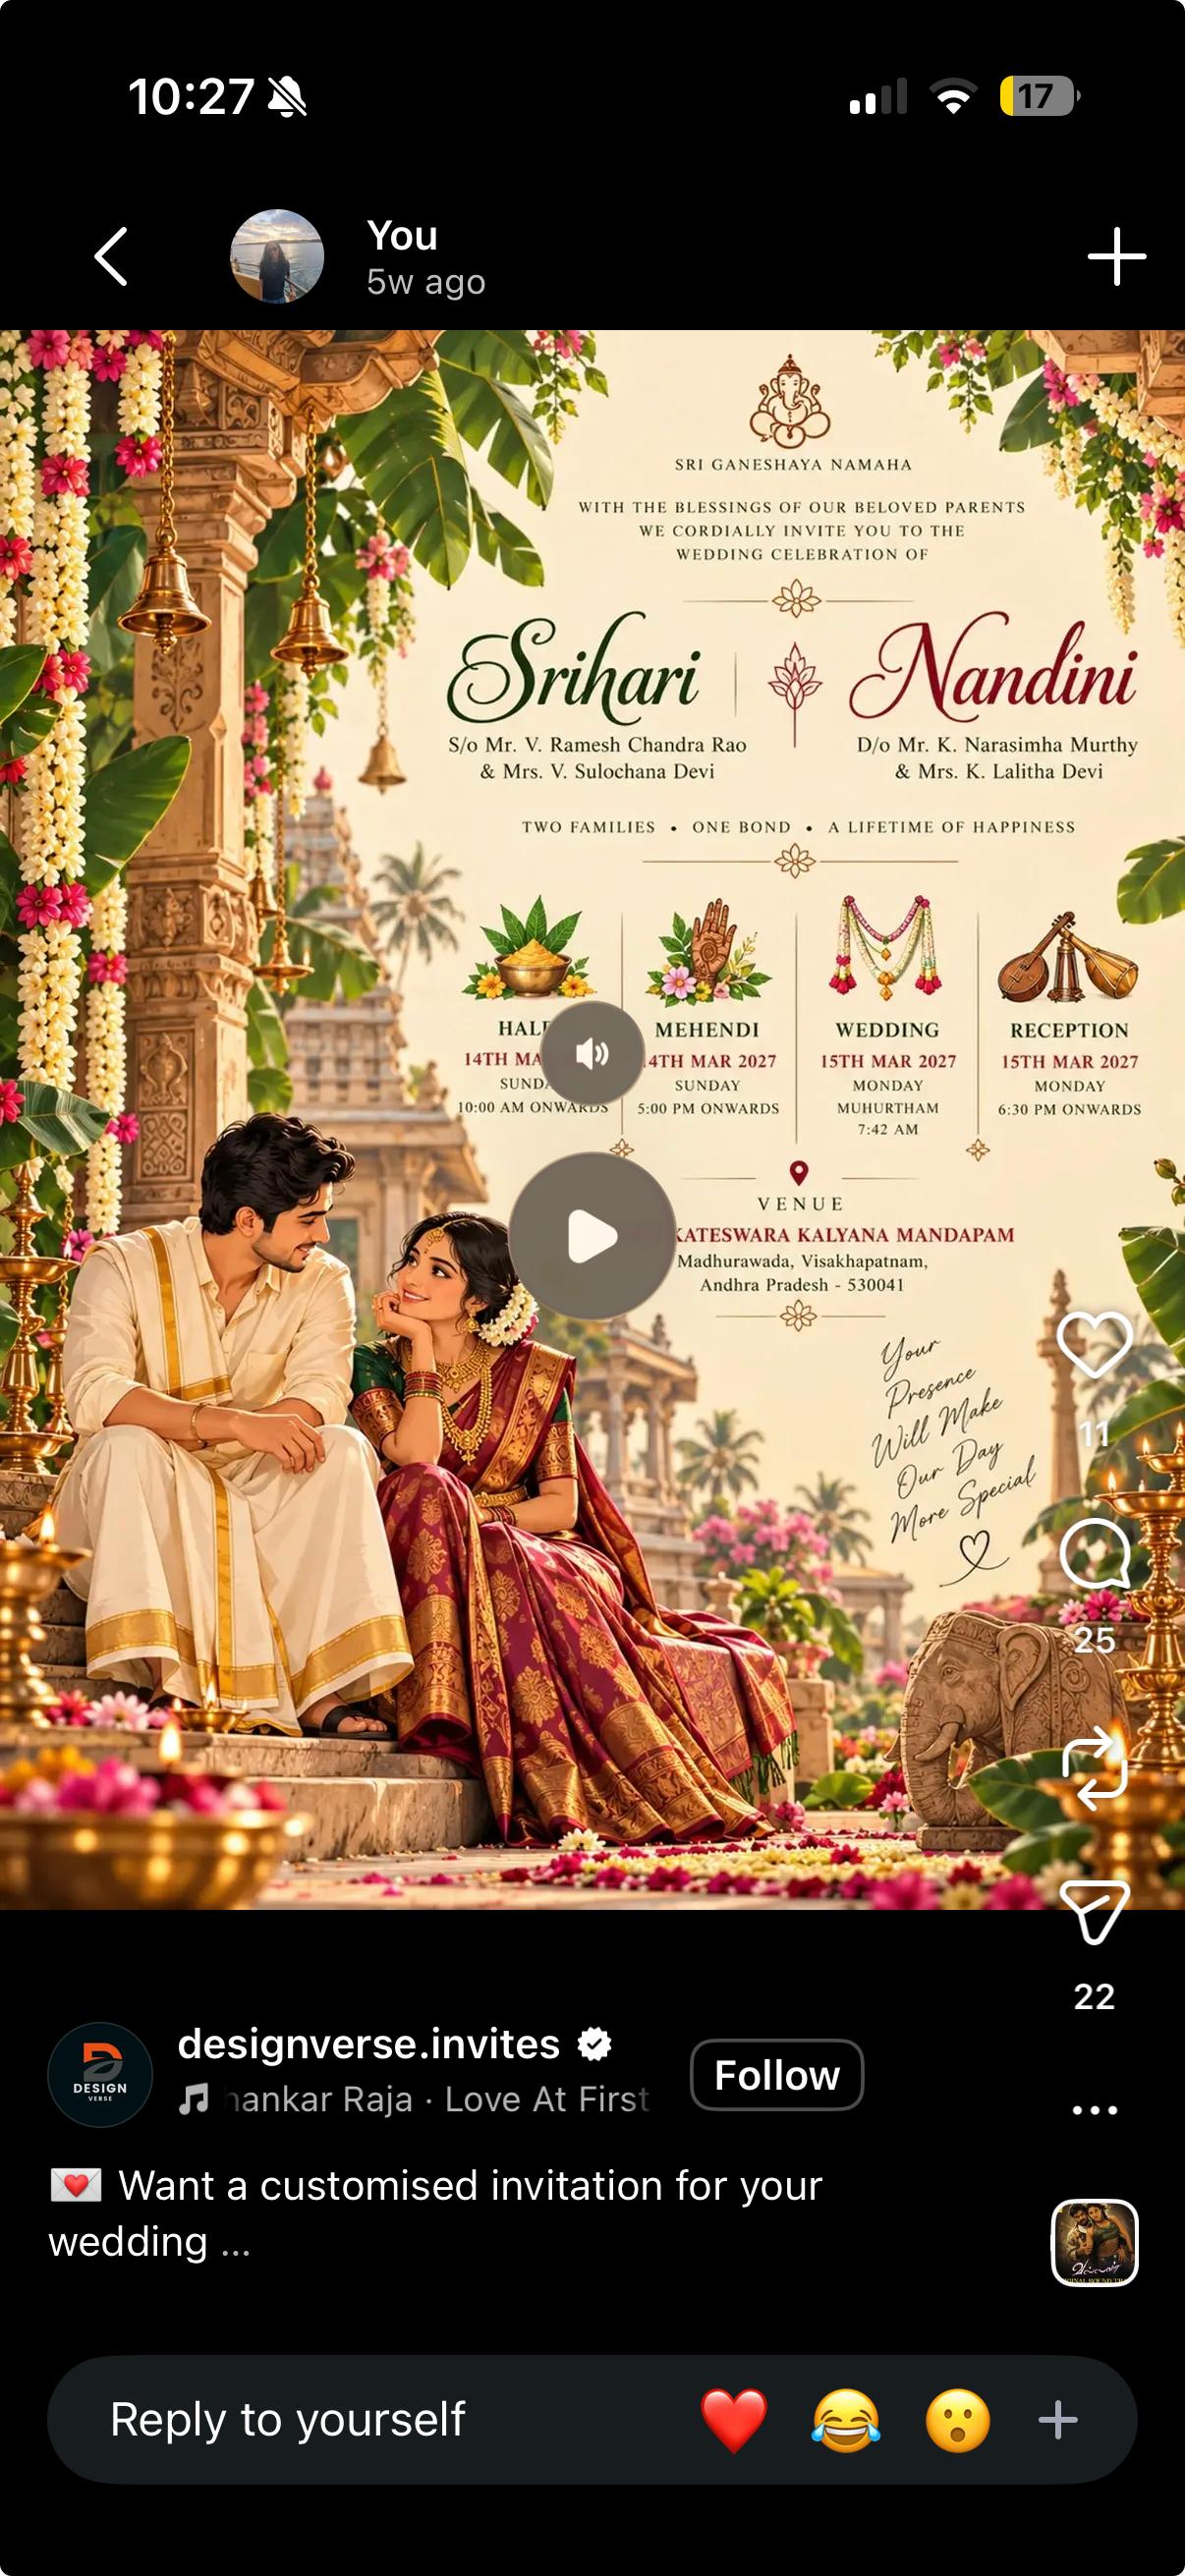 10:27
17
You
5w ago
SRI GANESHAYA NAMAHA
WITH THE BLESSINGS OF OUR BELOVED PARENTS
WE CORDIALLY INVITE YOU TO THE
WEDDING CELEBRATION OF
Srihari
Nandini
S/o Mr. V. Ramesh Chandra Rao
& Mrs. V. Sulochana Devi
D/o Mr. K. Narasimha Murthy
& Mrs. K. Lalitha Devi
TWO FAMILIES • ONE BOND • A LIFETIME OF HAPPINESS
14TH
10:00 AM ONWARDS
MEHENDI
MAR 2027
SUNDAY
5:00 PM ONWARDS
WEDDING
15TH MAR 2027
MONDAY
MUHURTHAM
7:42 AM
RECEPTION
15TH MAR 2027
MONDAY
6:30 PM ONWARDS
VENUE
KALYANA MANDAPAM
Madhurawada, Visakhapatnam,
Andhra Pradesh - 530041
Your
Presence
Will Make
Our Day
More Special
11
25
22
DESIGN
VERSE
designverse.invites
Raja · Love At First
Follow
💌 Want a customised invitation for your
wedding ...
Reply to yourself